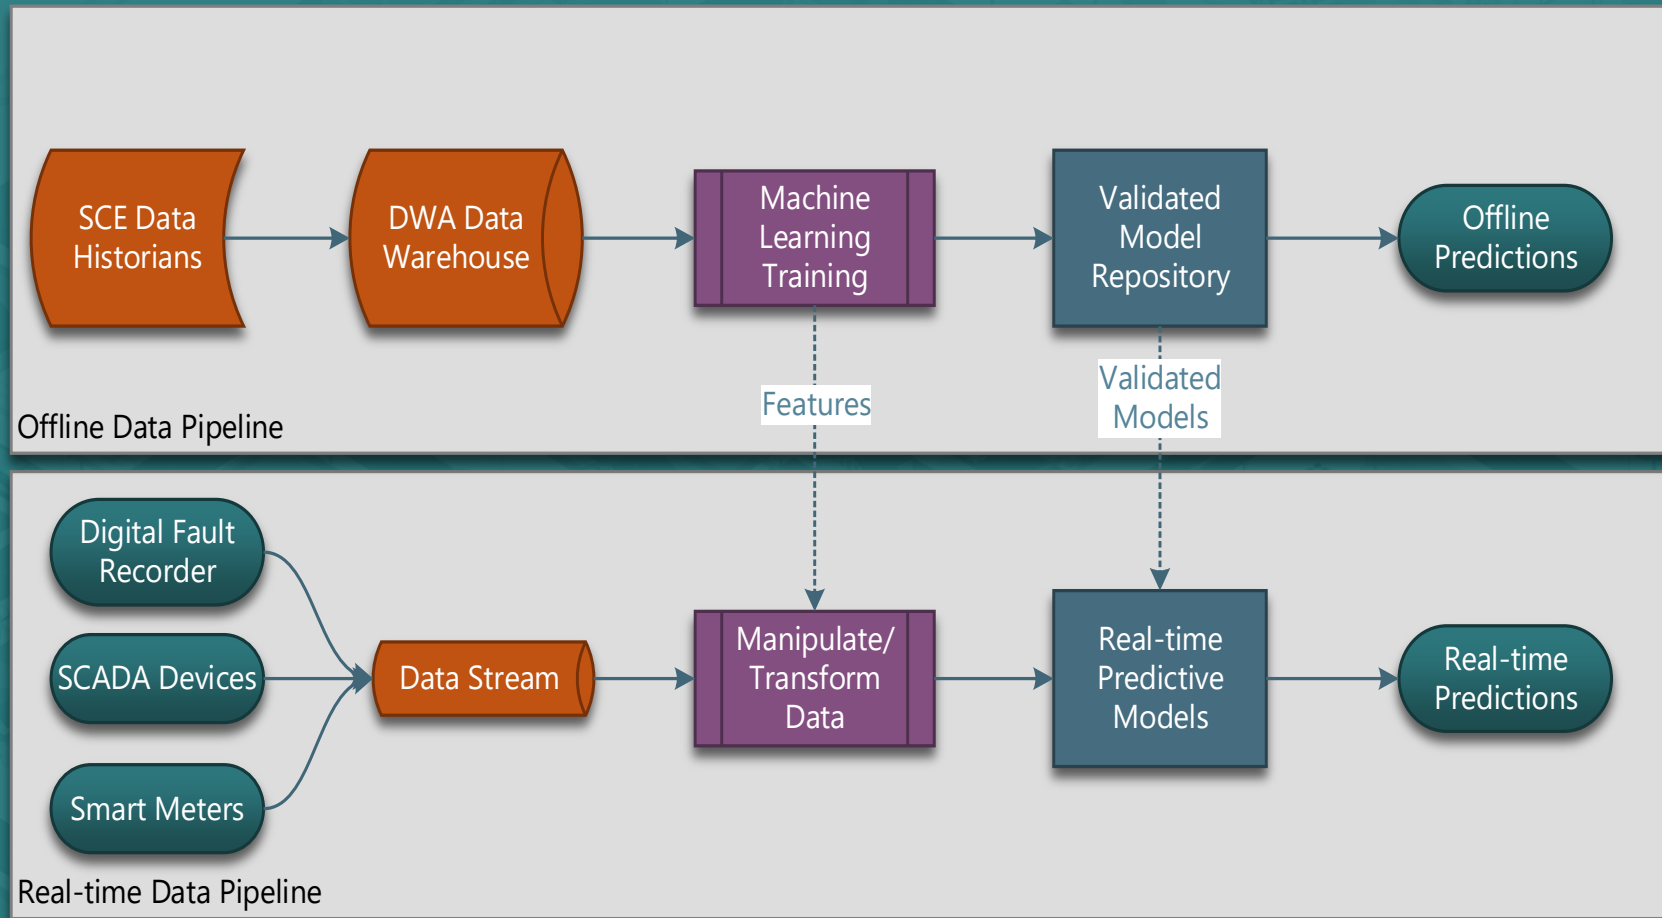 SCE Data
Historians
DWA Data
Warehouse
Machine
Learning
Training
Validated
Model
Repository
Offline
Predictions
Features
Validated
Models
Offline Data Pipeline
Digital Fault
Recorder
SCADA Devices
Smart Meters
Data Stream
Manipulate/
Transform
Data
Real-time
Predictive
Models
Real-time
Predictions
Real-time Data Pipeline